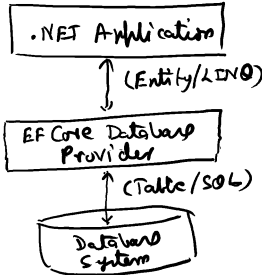 .NET Application
(Entity/LINQ)
EF Core Database
Provider
(Table/SQL)
Database
System